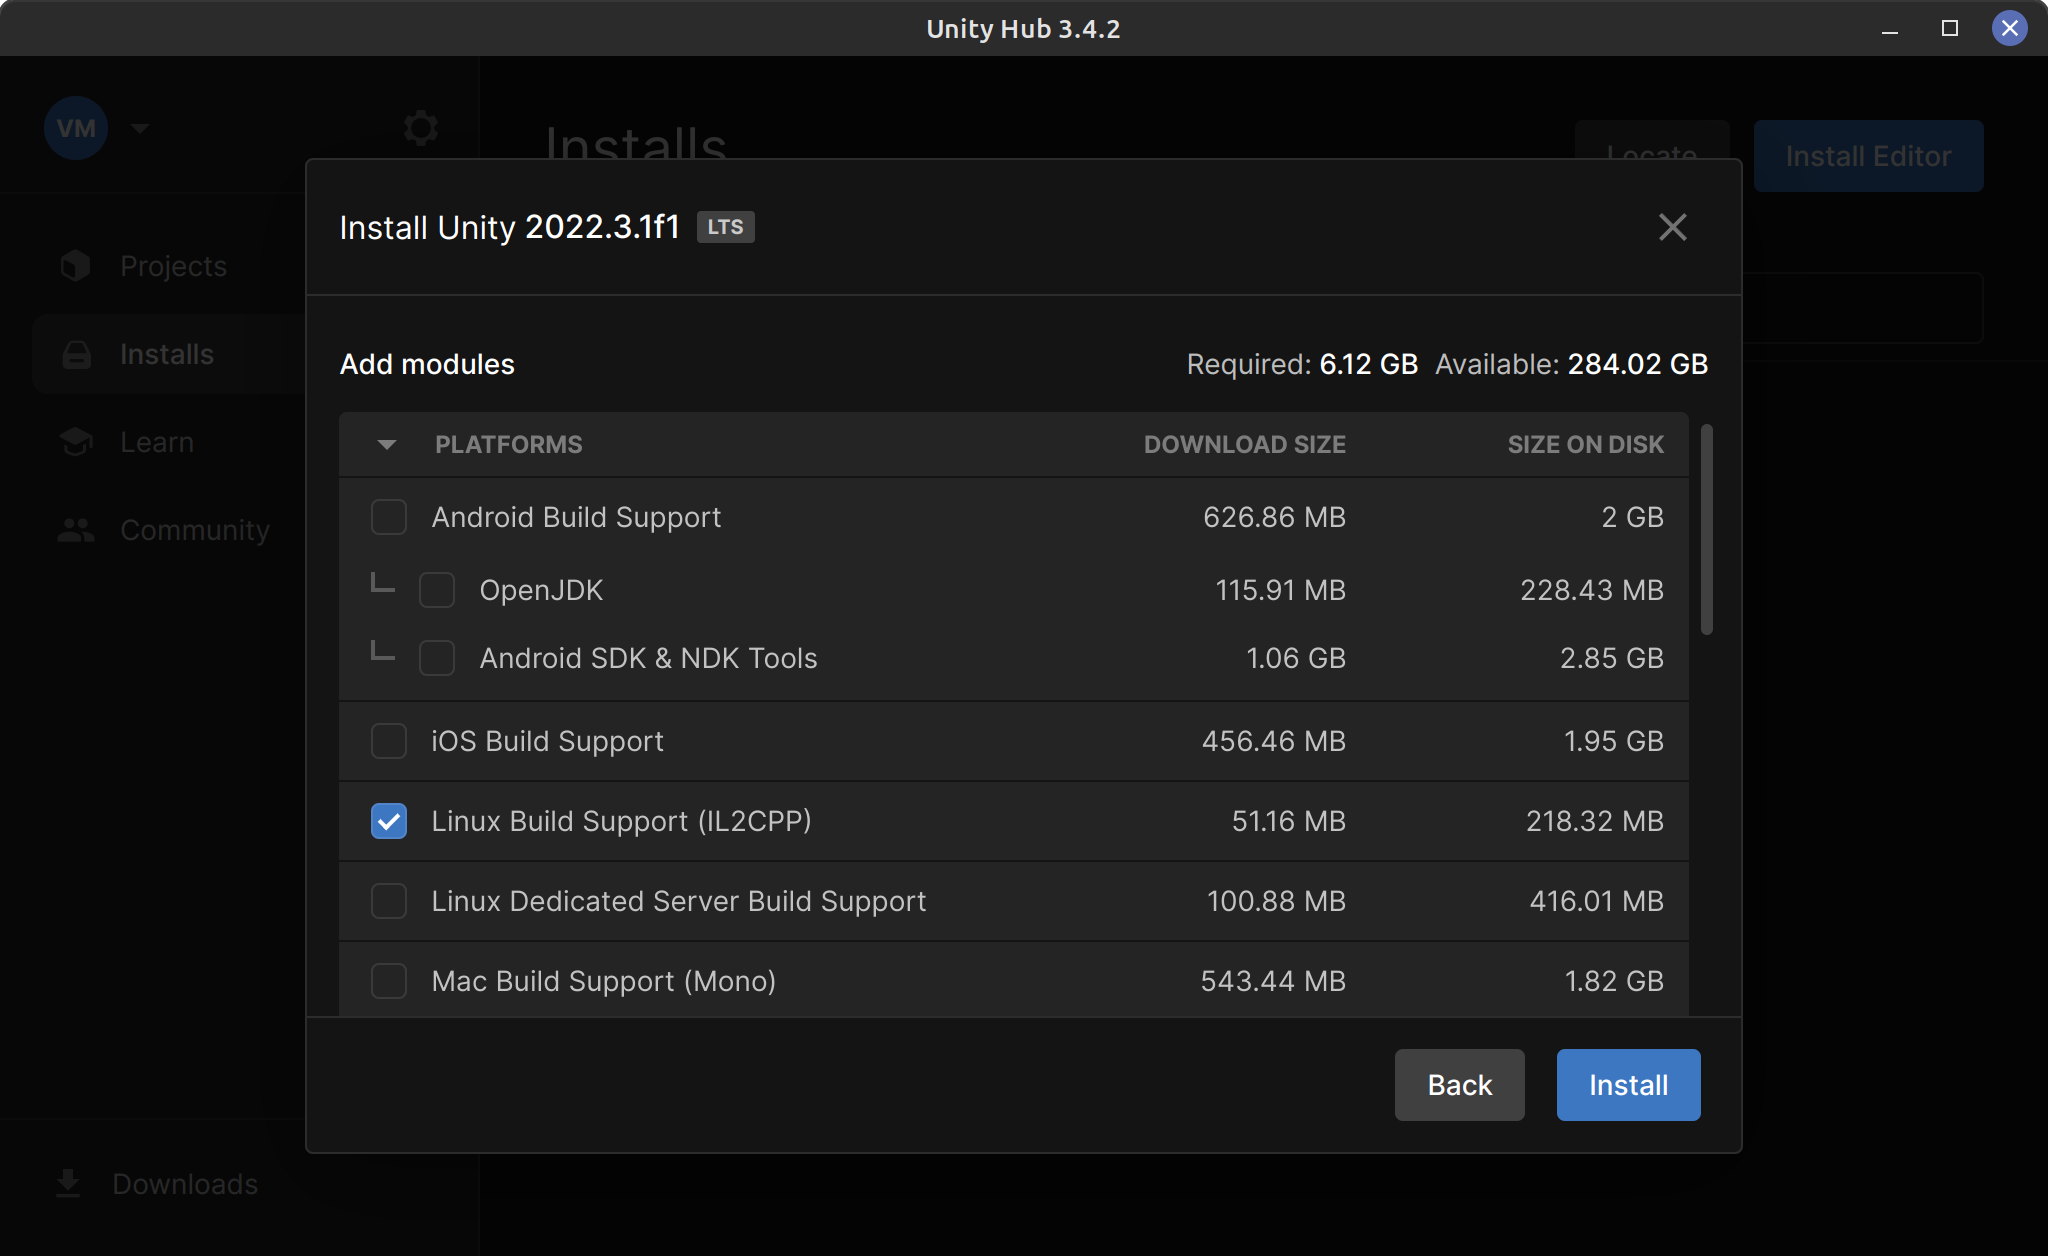 Unity Hub 3.4.2
VM
Installs
Locate
Install Editor
Projects
Installs
Learn
Community
Downloads
Install Unity 2022.3.1f1 LTS
Add modules
Required: 6.12 GB Available: 284.02 GB
PLATFORMS DOWNLOAD SIZE SIZE ON DISK
Android Build Support 626.86 MB 2 GB
OpenJDK 115.91 MB 228.43 MB
Android SDK & NDK Tools 1.06 GB 2.85 GB
iOS Build Support 456.46 MB 1.95 GB
Linux Build Support (IL2CPP) 51.16 MB 218.32 MB
Linux Dedicated Server Build Support 100.88 MB 416.01 MB
Mac Build Support (Mono) 543.44 MB 1.82 GB
Back
Install